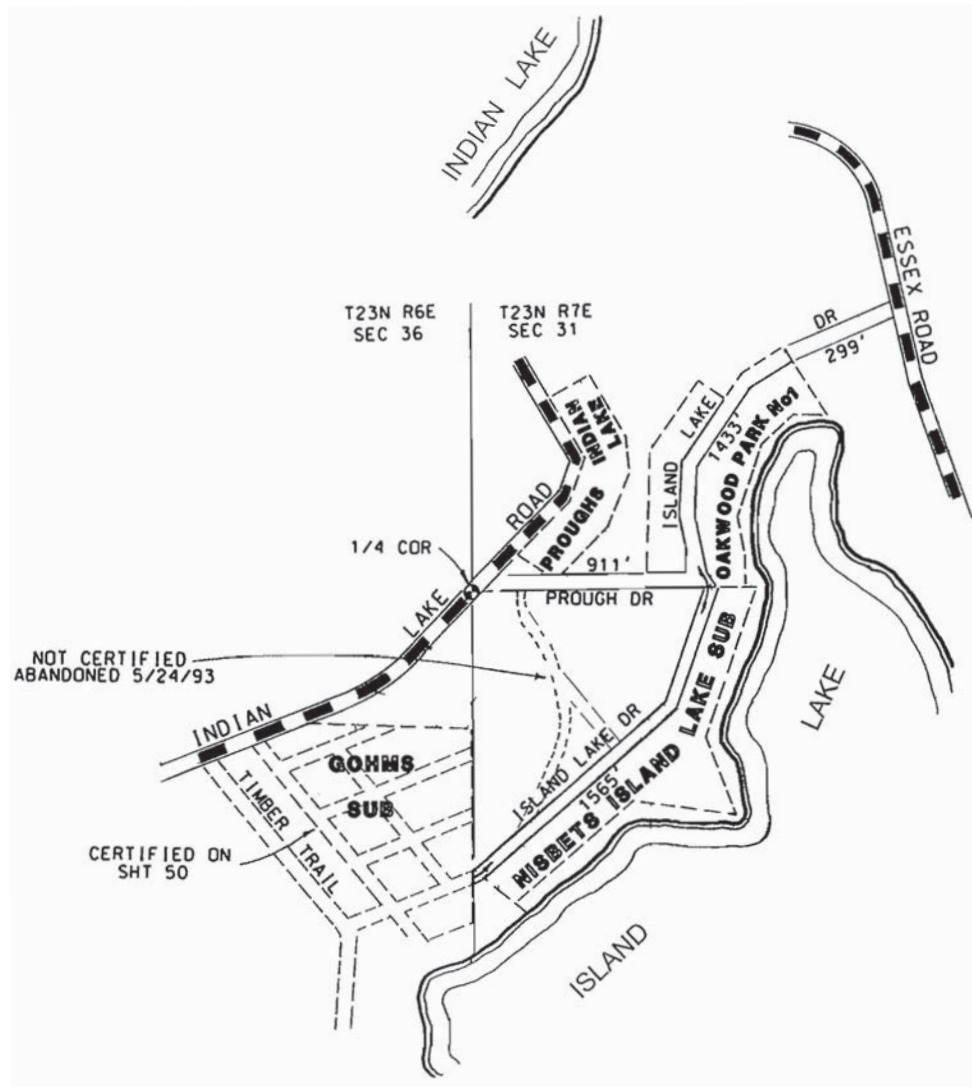 INDIAN LAKE
ESSEX ROAD
T23N R6E
SEC 36
T23N R7E
SEC 31
DR
299'
INDIAN
LAKE
PROUGHS
ISLAND LAKE
1433'
OAKWOOD PARK No1
INDIAN LAKE ROAD
1/4 COR
911'
PROUGH DR
NOT CERTIFIED
ABANDONED 5/24/93
GOHMS
SUB
TIMBER TRAIL
CERTIFIED ON
SHT 50
ISLAND LAKE DR
1565'
NISBETS ISLAND LAKE SUB
ISLAND LAKE